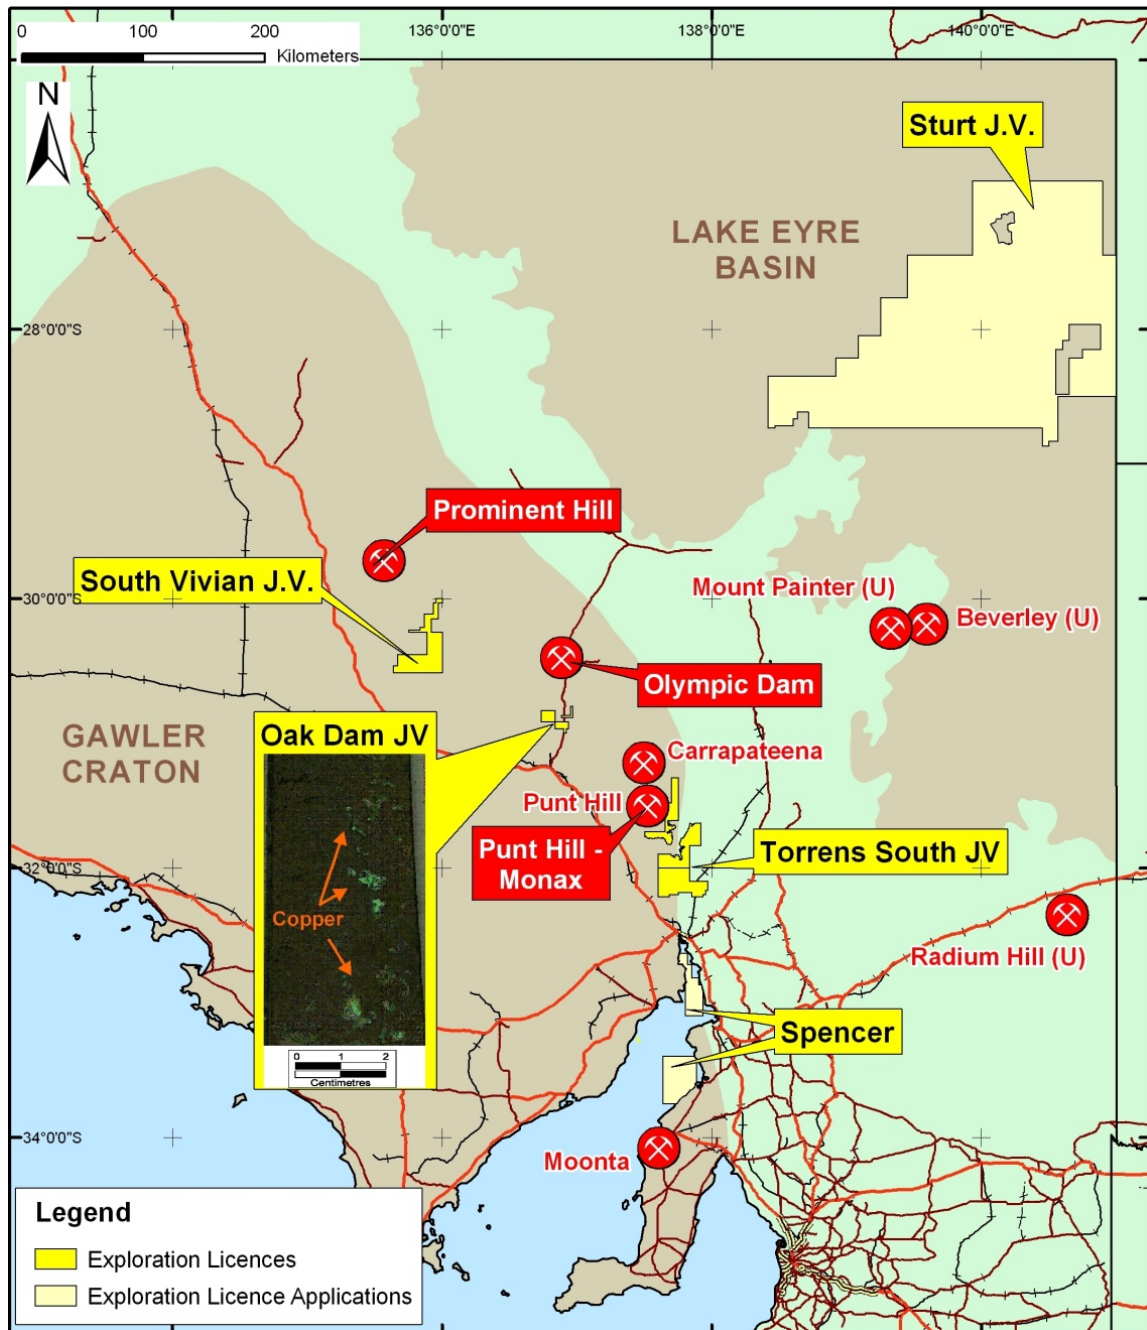 0 100 200
Kilometers
136°0'0"E
138°0'0"E
140°0'0"E
N
Sturt J.V.
LAKE EYRE
BASIN
28°0'0"S
Prominent Hill
South Vivian J.V.
30°0'0"S
Mount Painter (U)
Beverley (U)
Olympic Dam
GAWLER
CRATON
Oak Dam JV
Carrapateena
Punt Hill
Punt Hill -
Monax
Torrens South JV
32°0'0"S
Copper
Radium Hill (U)
Spencer
0 1 2
Centimetres
34°0'0"S
Moonta
Legend
Exploration Licences
Exploration Licence Applications